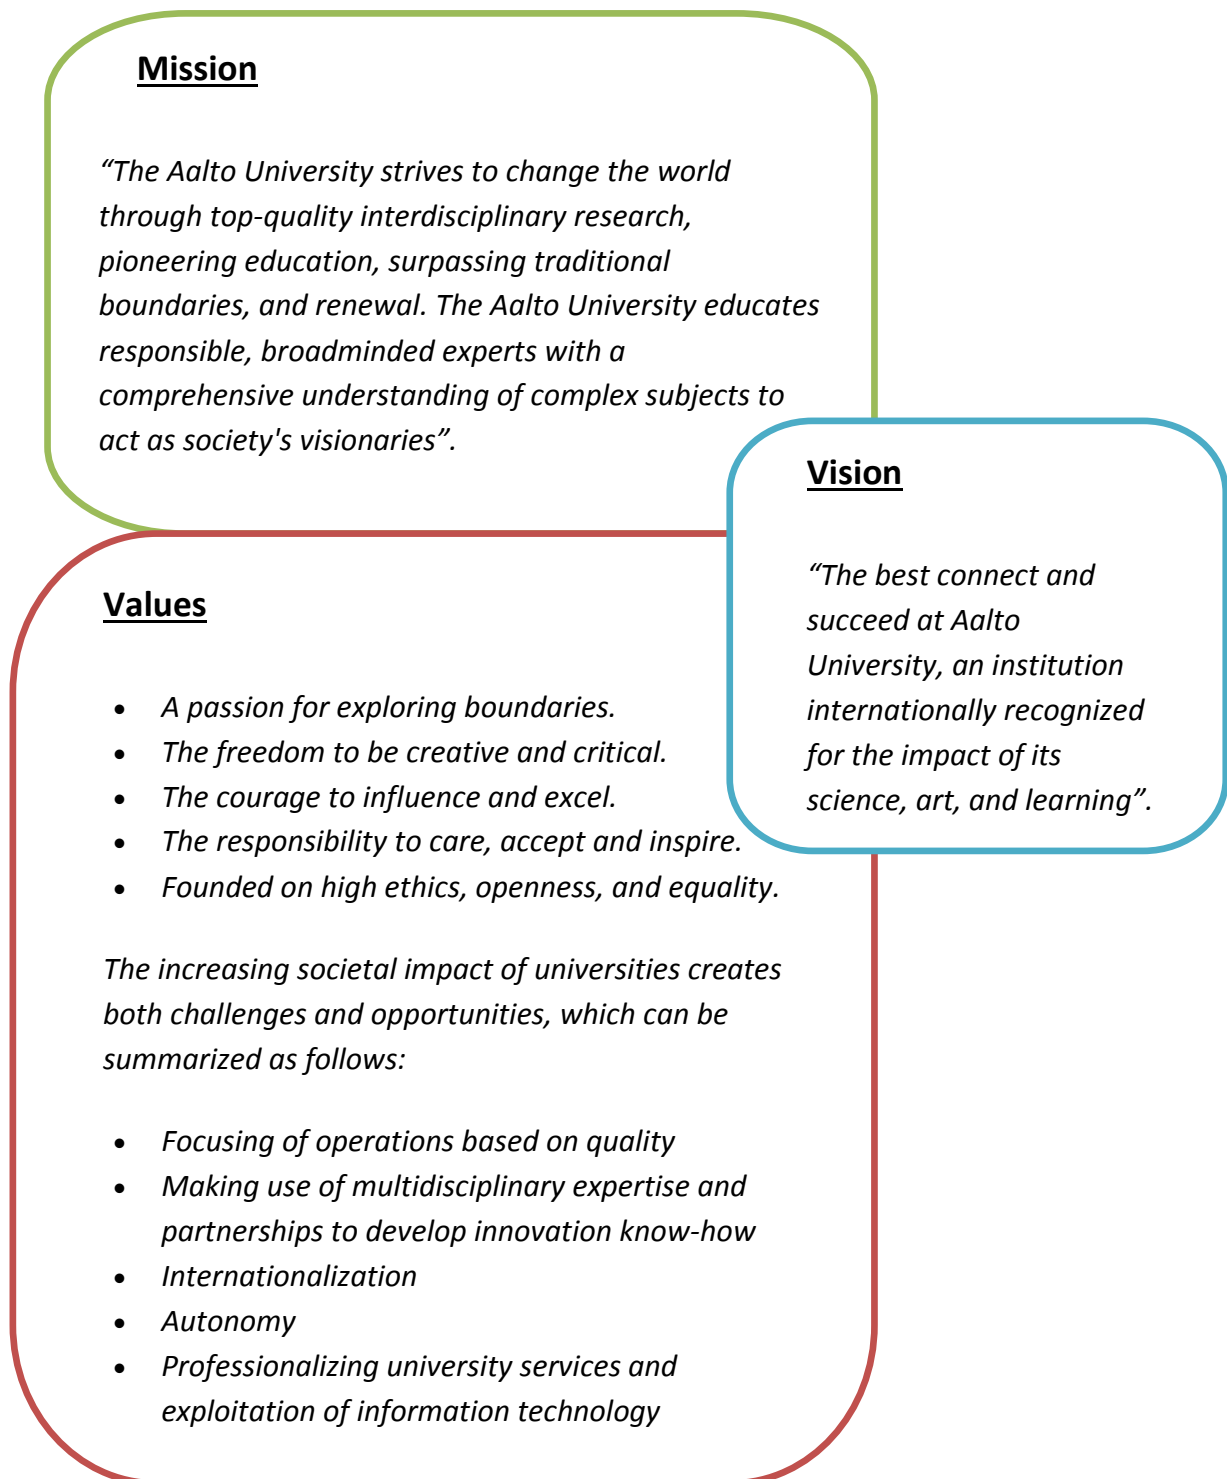 Mission
“The Aalto University strives to change the world
through top-quality interdisciplinary research,
pioneering education, surpassing traditional
boundaries, and renewal. The Aalto University educates
responsible, broadminded experts with a
comprehensive understanding of complex subjects to
act as society's visionaries”.
Vision
“The best connect and
succeed at Aalto
University, an institution
internationally recognized
for the impact of its
science, art, and learning”.
Values
• A passion for exploring boundaries.
• The freedom to be creative and critical.
• The courage to influence and excel.
• The responsibility to care, accept and inspire.
• Founded on high ethics, openness, and equality.
The increasing societal impact of universities creates
both challenges and opportunities, which can be
summarized as follows:
• Focusing of operations based on quality
• Making use of multidisciplinary expertise and
partnerships to develop innovation know-how
• Internationalization
• Autonomy
• Professionalizing university services and
exploitation of information technology